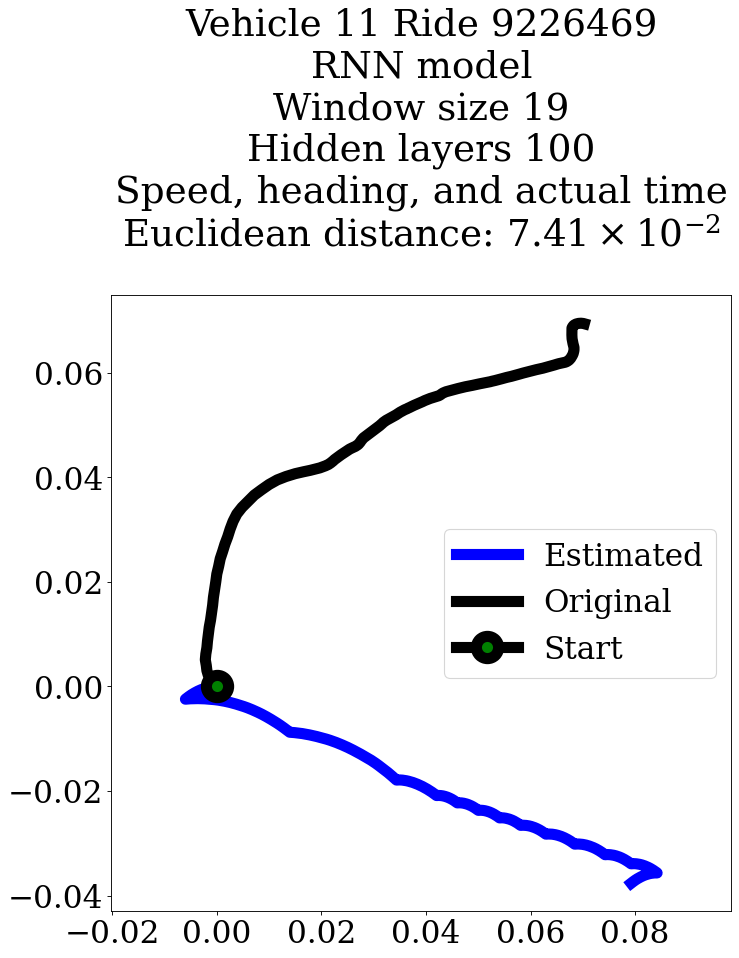 Vehicle 11 Ride 9226469
RNN model
Window size 19
Hidden layers 100
Speed, heading, and actual time
Euclidean distance: 7.41 × 10⁻²
0.06
0.04
0.02
0.00
−0.02
−0.04
Estimated
Original
Start
−0.02 0.00 0.02 0.04 0.06 0.08